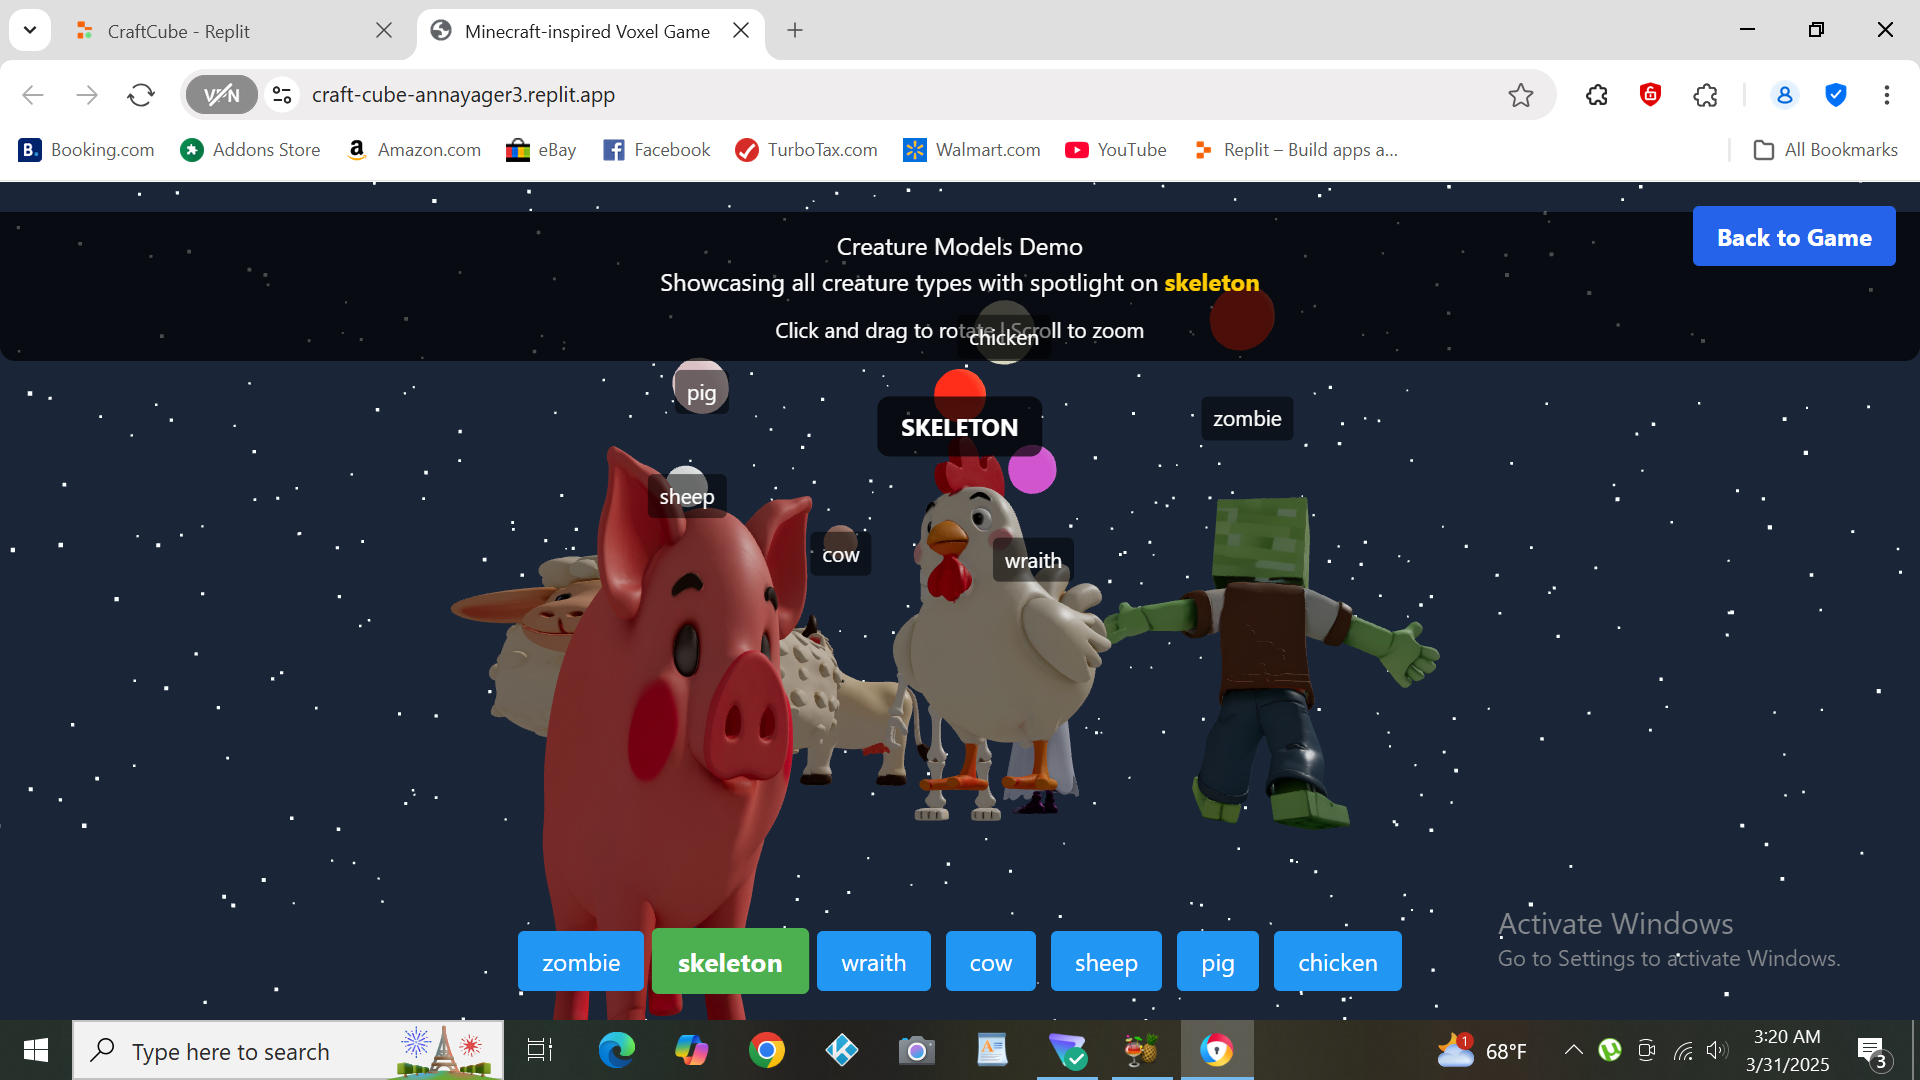 CraftCube - Replit
Minecraft-inspired Voxel Game
VPN
craft-cube-annayager3.replit.app
B. Booking.com
Addons Store
a Amazon.com
eBay
Facebook
TurboTax.com
Walmart.com
YouTube
Replit – Build apps a...
All Bookmarks
Creature Models Demo
Showcasing all creature types with spotlight on skeleton
Click and drag to rotate | Scroll to zoom
Back to Game
chicken
pig
SKELETON
zombie
sheep
cow
wraith
zombie
skeleton
wraith
cow
sheep
pig
chicken
Activate Windows
Go to Settings to activate Windows.
Type here to search
1
68°F
3:20 AM
3/31/2025
3